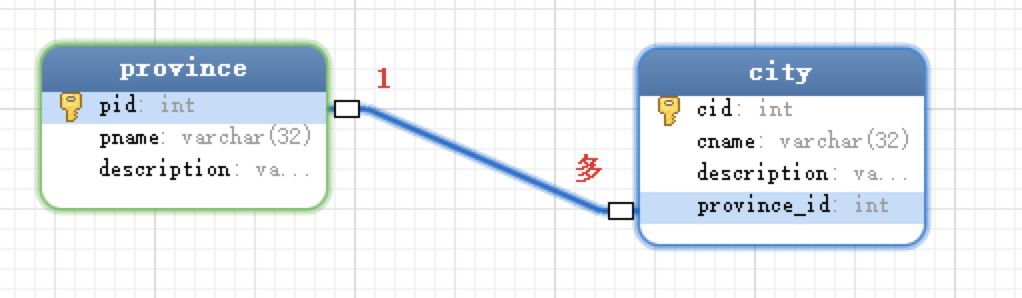 province
pid: int
pname: varchar(32)
description: va...
1
多
city
cid: int
cname: varchar(32)
description: va...
province_id: int